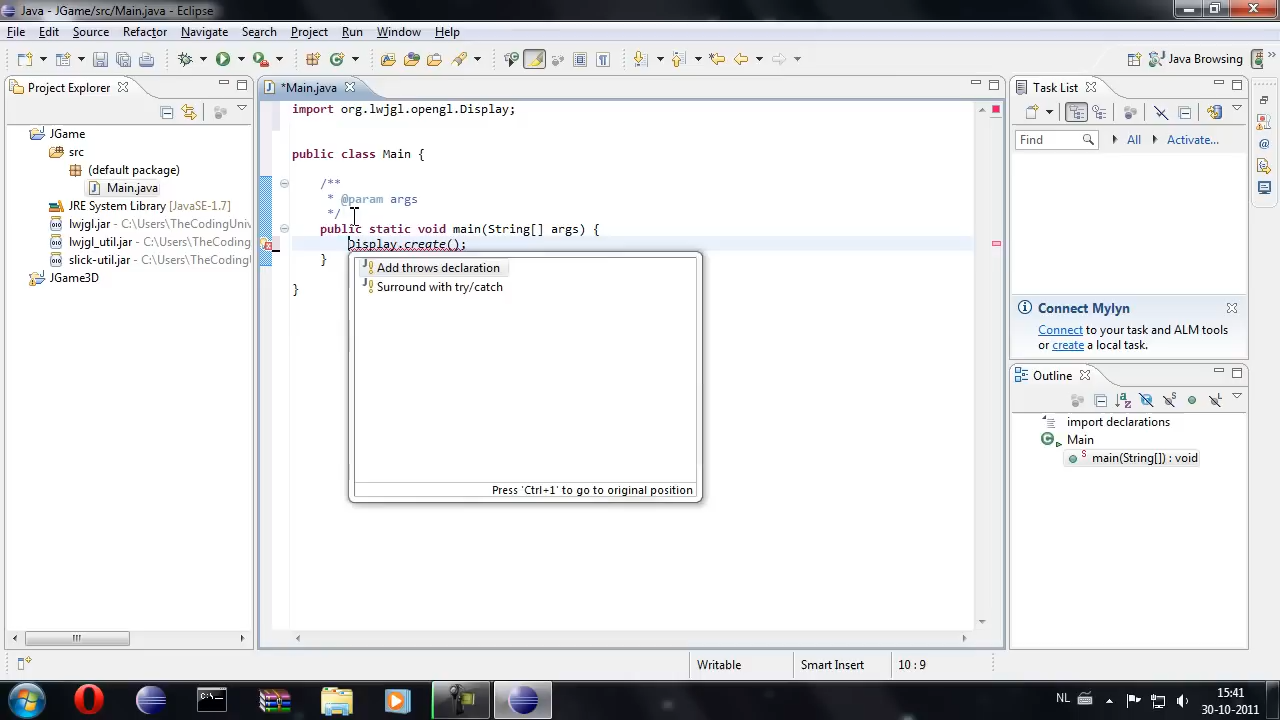 Java - JGame/src/Main.java - Eclipse
File Edit Source Refactor Navigate Search Project Run Window Help
Java Browsing
Project Explorer
JGame
src
(default package)
Main.java
JRE System Library [JavaSE-1.7]
lwjgl.jar - C:\Users\TheCodingUniv
lwjgl_util.jar - C:\Users\TheCoding
slick-util.jar - C:\Users\TheCoding
JGame3D
*Main.java
import org.lwjgl.opengl.Display;
public class Main {
/**
* @param args
*/
public static void main(String[] args) {
Display.create();
}
}
Add throws declaration
Surround with try/catch
Press 'Ctrl+1' to go to original position
Task List
Find All Activate...
Connect Mylyn
Connect to your task and ALM tools
or create a local task.
Outline
import declarations
Main
main(String[]) : void
Writable Smart Insert 10 : 9
NL
15:41
30-10-2011